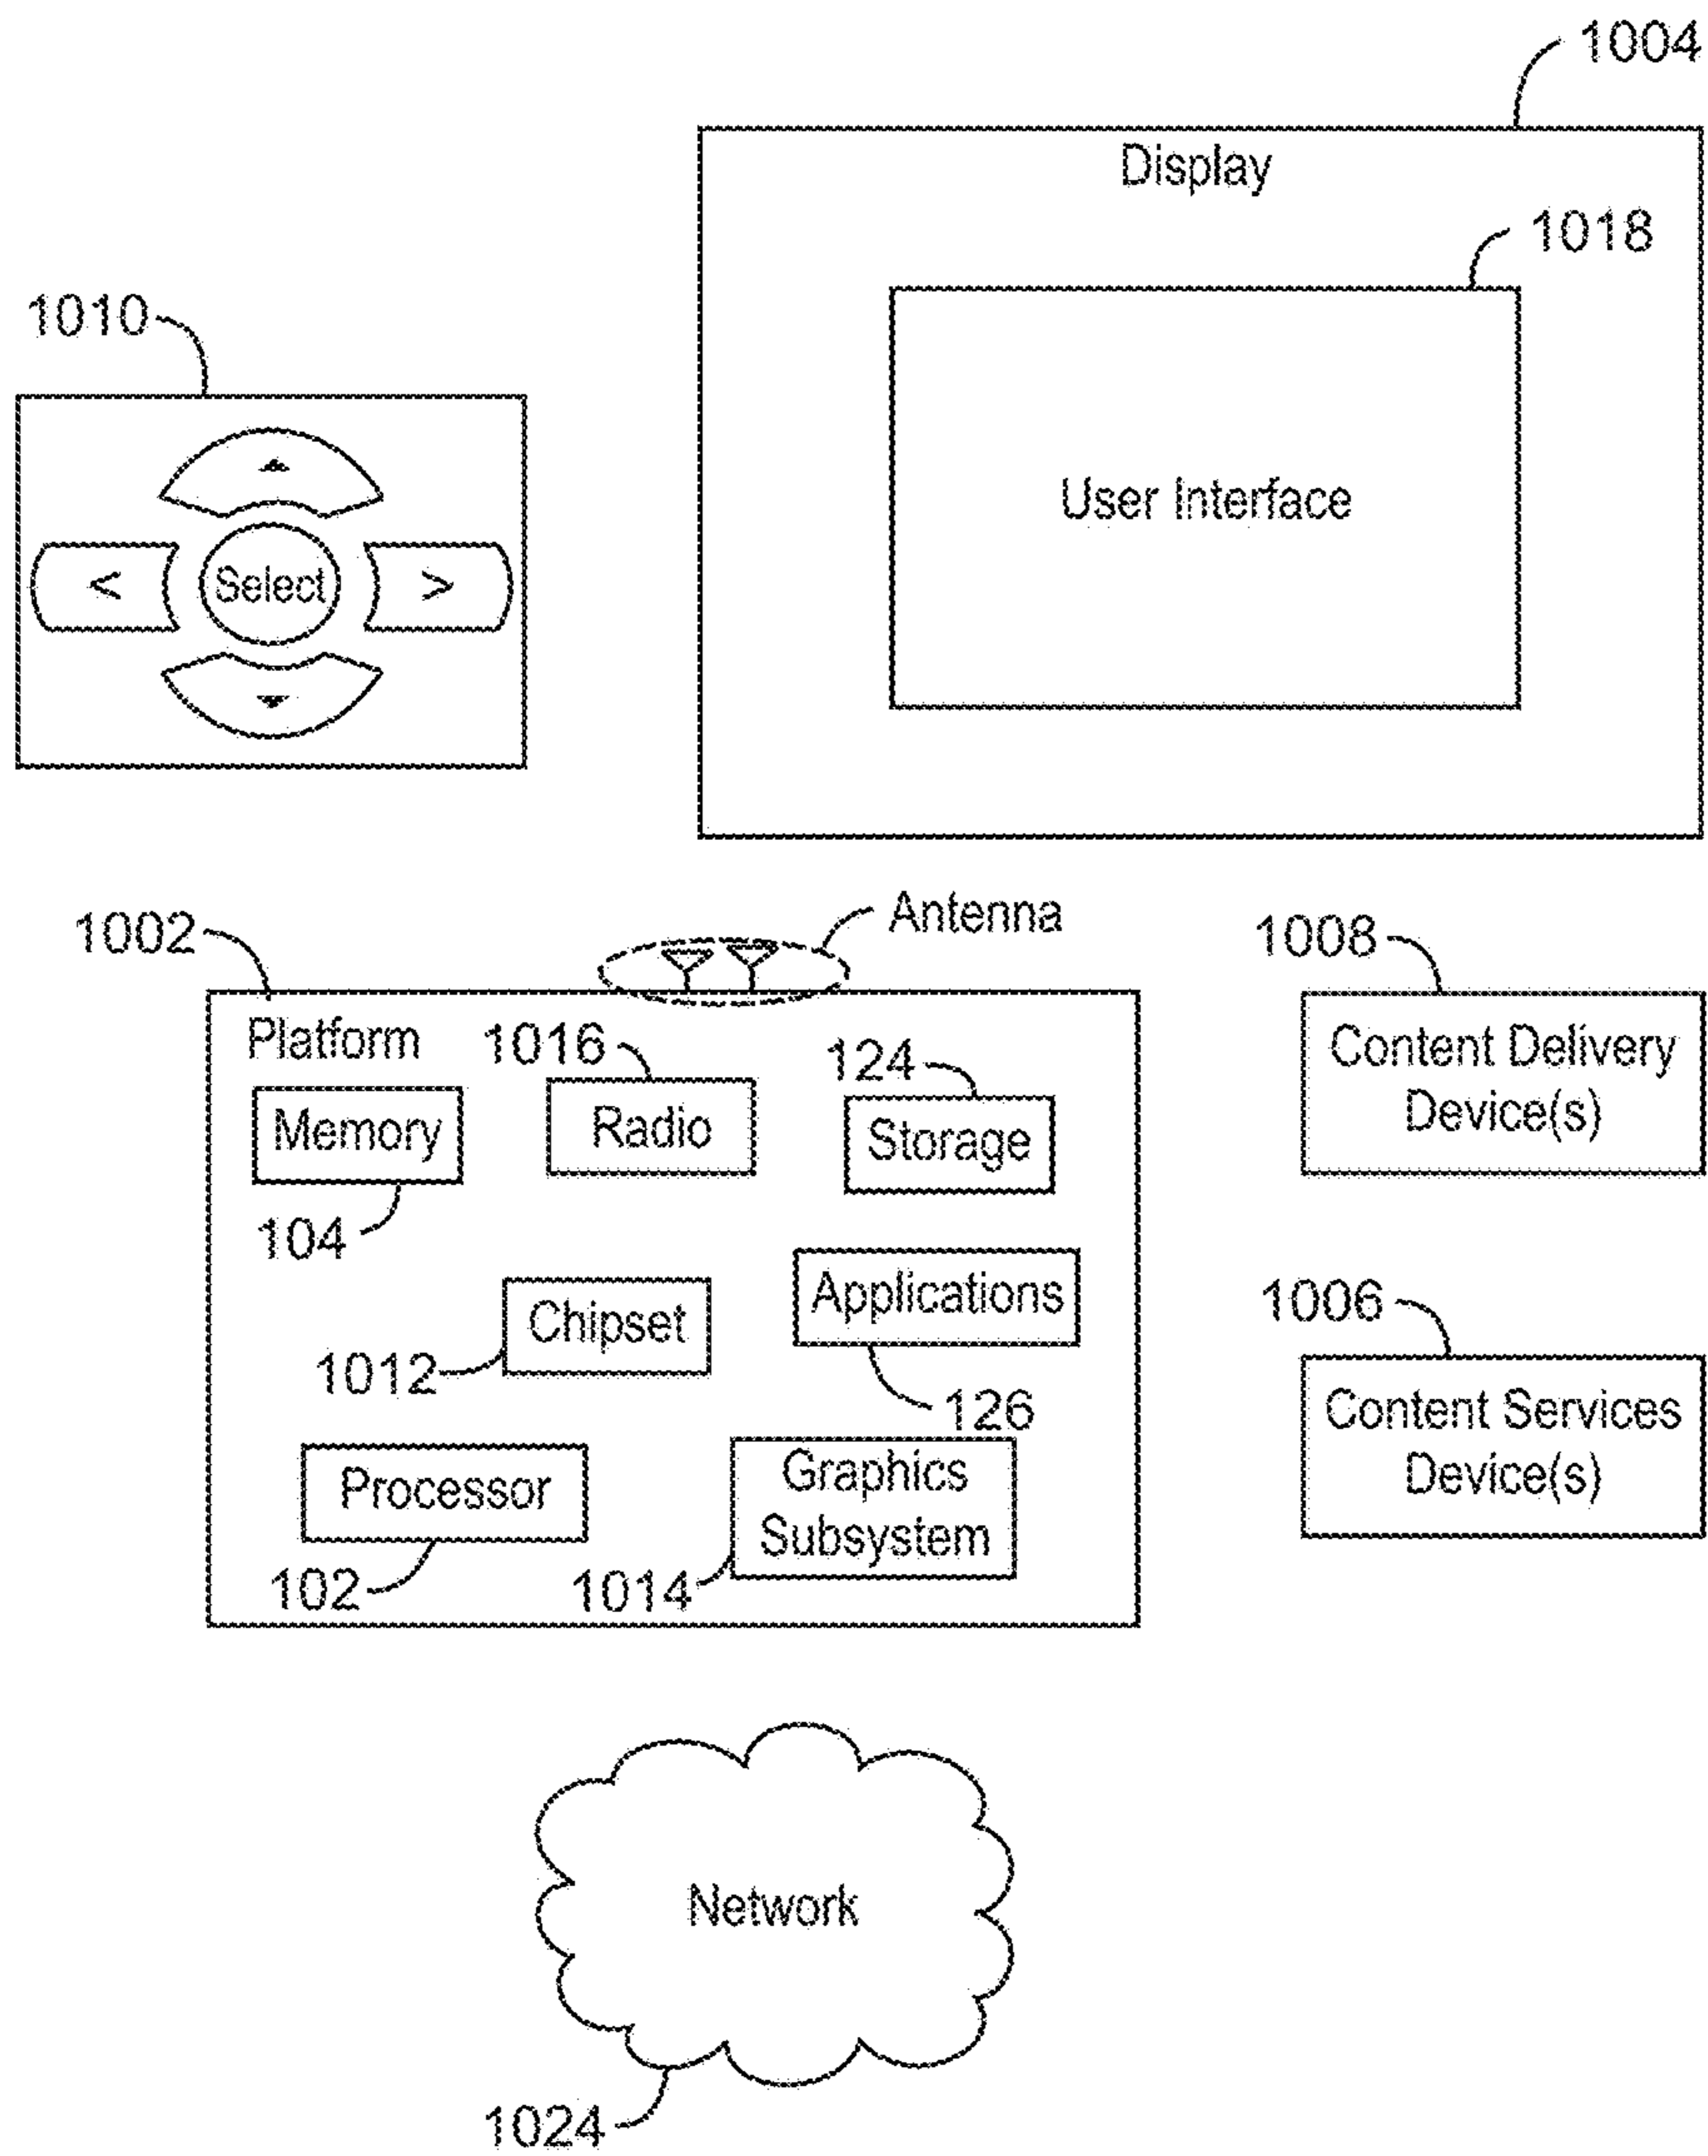 1004
Display
1018
User Interface
1010
<
Select
>
Antenna
1002
Platform
1016
124
Memory
Radio
Storage
104
Chipset
Applications
1012
126
Processor
Graphics
Subsystem
102
1014
1008
Content Delivery
Device(s)
1006
Content Services
Device(s)
Network
1024